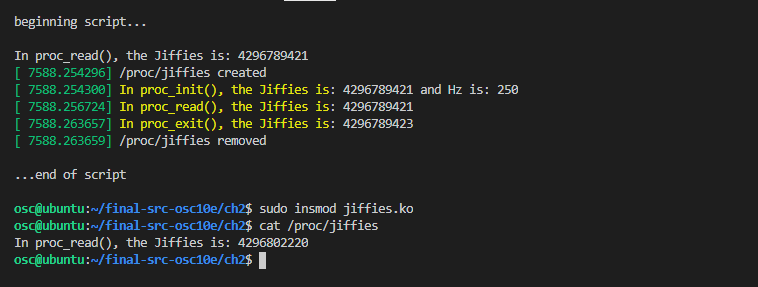 beginning script...
In proc_read(), the Jiffies is: 4296789421
[ 7588.254296] /proc/jiffies created
[ 7588.254300] In proc_init(), the Jiffies is: 4296789421 and Hz is: 250
[ 7588.256724] In proc_read(), the Jiffies is: 4296789421
[ 7588.263657] In proc_exit(), the Jiffies is: 4296789423
[ 7588.263659] /proc/jiffies removed
...end of script
osc@ubuntu:~/final-src-osc10e/ch2$ sudo insmod jiffies.ko
osc@ubuntu:~/final-src-osc10e/ch2$ cat /proc/jiffies
In proc_read(), the Jiffies is: 4296802220
osc@ubuntu:~/final-src-osc10e/ch2$